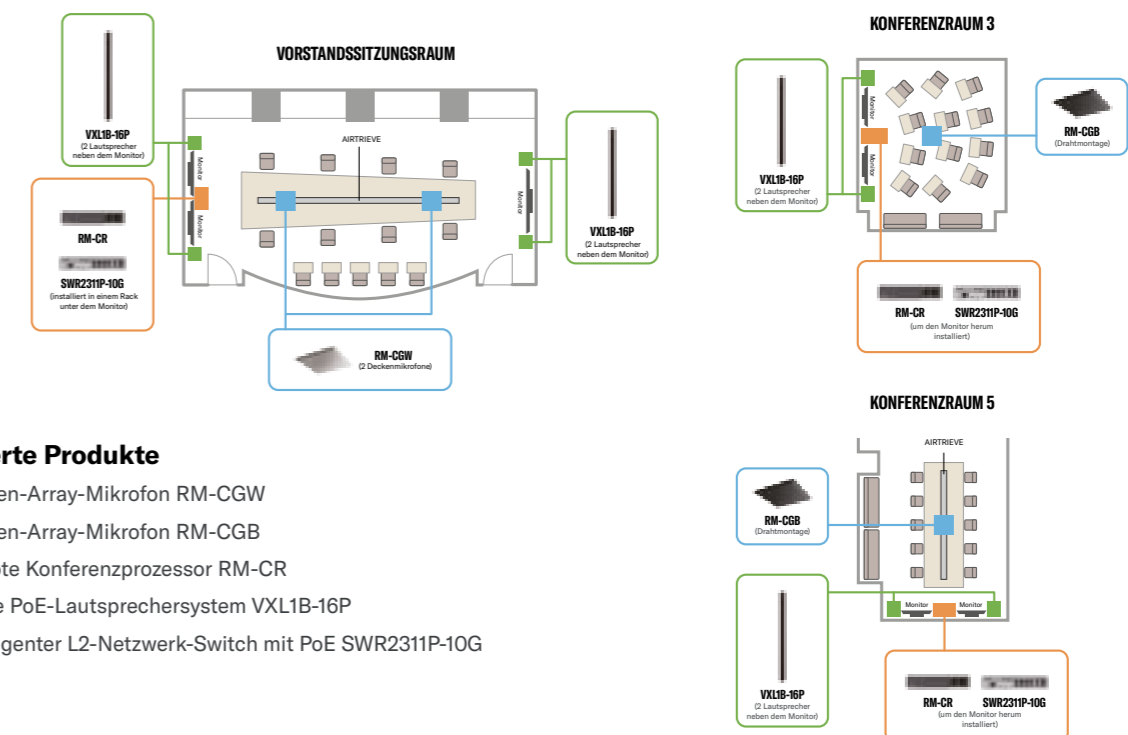 VORSTANDSSITZUNGSRAUM
VXL1B-16P
(2 Lautsprecher
neben dem Monitor)
RM-CR
SWR2311P-10G
(installiert in einem Rack
unter dem Monitor)
Monitor
Monitor
AIRTRIEVE
Monitor
VXL1B-16P
(2 Lautsprecher
neben dem Monitor)
RM-CGW
(2 Deckenmikrofone)
KONFERENZRAUM 3
VXL1B-16P
(2 Lautsprecher
neben dem Monitor)
Monitor
Monitor
RM-CGB
(Drahtmontage)
RM-CR
SWR2311P-10G
(um den Monitor herum
installiert)
KONFERENZRAUM 5
AIRTRIEVE
RM-CGB
(Drahtmontage)
Monitor
Monitor
VXL1B-16P
(2 Lautsprecher
neben dem Monitor)
RM-CR
SWR2311P-10G
(um den Monitor herum
installiert)
erte Produkte
en-Array-Mikrofon RM-CGW
en-Array-Mikrofon RM-CGB
te Konferenzprozessor RM-CR
e PoE-Lautsprechersystem VXL1B-16P
genter L2-Netzwerk-Switch mit PoE SWR2311P-10G